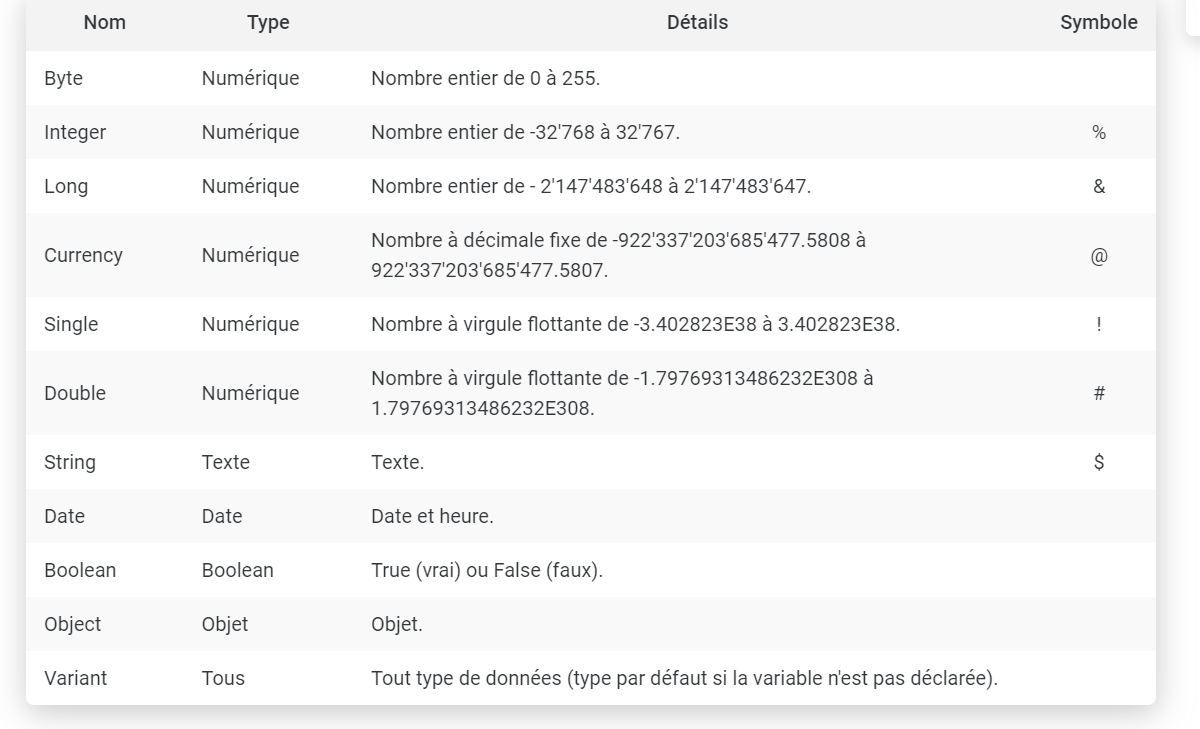 Nom Type Détails Symbole
Byte Numérique Nombre entier de 0 à 255.
Integer Numérique Nombre entier de -32'768 à 32'767. %
Long Numérique Nombre entier de - 2'147'483'648 à 2'147'483'647. &
Currency Numérique Nombre à décimale fixe de -922'337'203'685'477.5808 à
922'337'203'685'477.5807. @
Single Numérique Nombre à virgule flottante de -3.402823E38 à 3.402823E38. !
Double Numérique Nombre à virgule flottante de -1.79769313486232E308 à
1.79769313486232E308. #
String Texte Texte. $
Date Date Date et heure.
Boolean Boolean True (vrai) ou False (faux).
Object Objet Objet.
Variant Tous Tout type de données (type par défaut si la variable n'est pas déclarée).